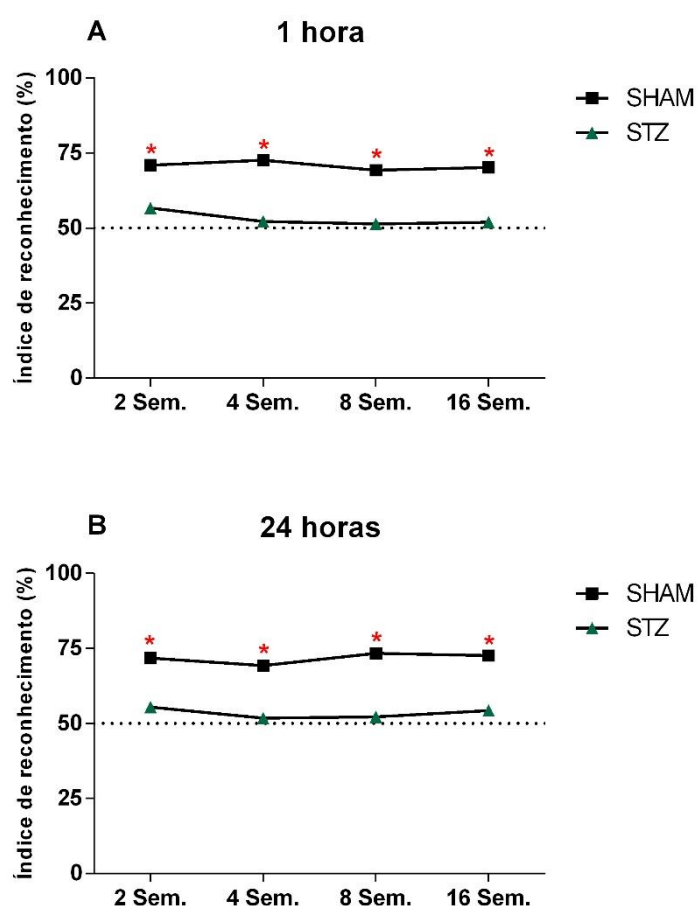 A
1 hora
Índice de reconhecimento (%)
100
75
50
25
0
* * * *
2 Sem. 4 Sem. 8 Sem. 16 Sem.
SHAM
STZ
B
24 horas
Índice de reconhecimento (%)
100
75
50
25
0
* * * *
2 Sem. 4 Sem. 8 Sem. 16 Sem.
SHAM
STZ